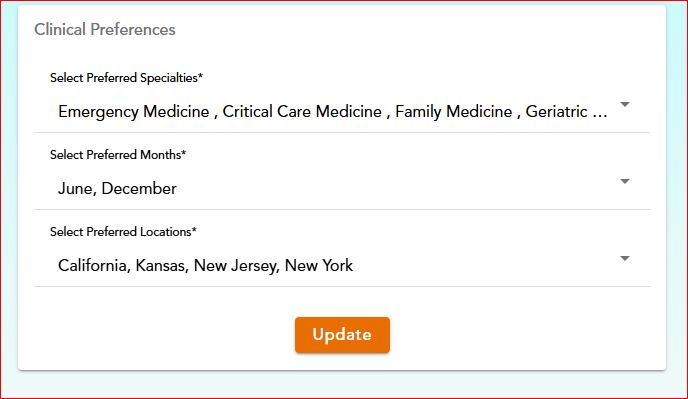 Clinical Preferences
Select Preferred Specialties*
Emergency Medicine , Critical Care Medicine , Family Medicine , Geriatric ...
Select Preferred Months*
June, December
Select Preferred Locations*
California, Kansas, New Jersey, New York
Update